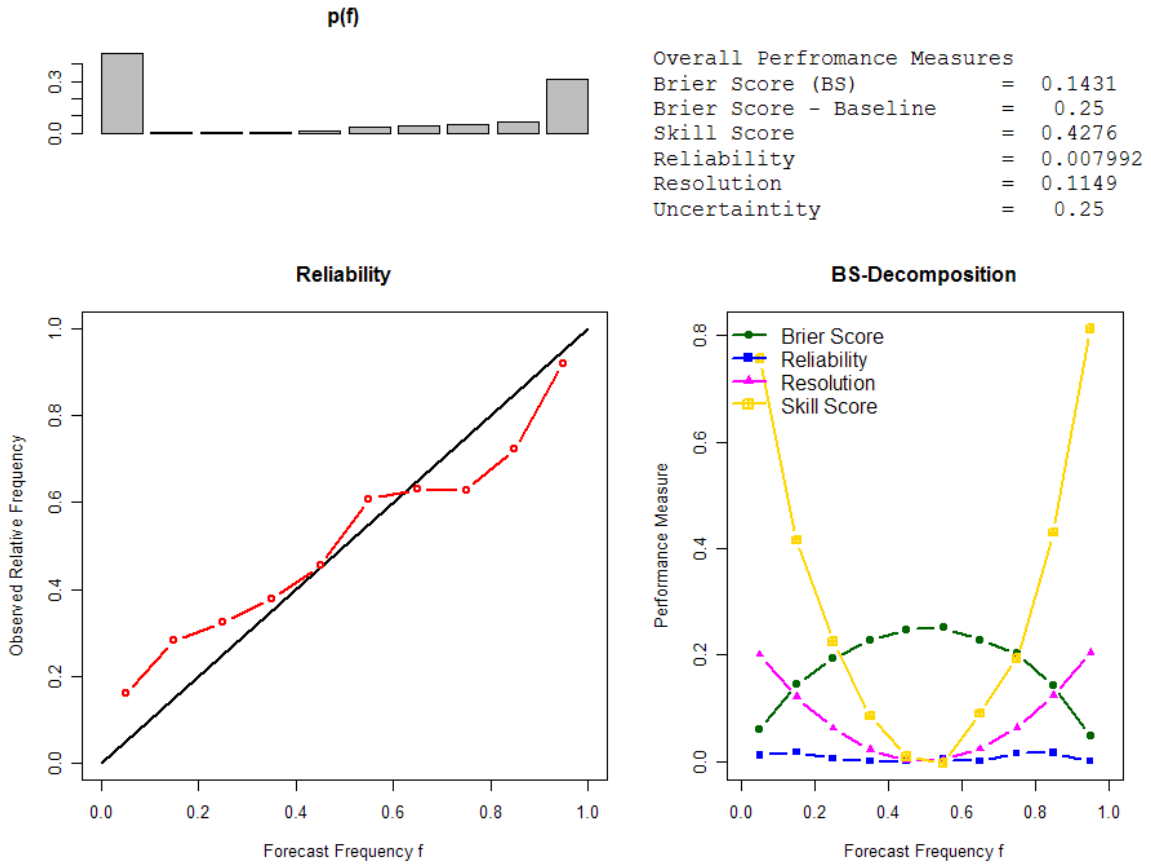 p(f)
0.0 0.3
Overall Perfromance Measures
Brier Score (BS) = 0.1431
Brier Score - Baseline = 0.25
Skill Score = 0.4276
Reliability = 0.007992
Resolution = 0.1149
Uncertaintity = 0.25
Reliability
Observed Relative Frequency
0.0 0.2 0.4 0.6 0.8 1.0
0.0 0.2 0.4 0.6 0.8 1.0
Forecast Frequency f
BS-Decomposition
Brier Score
Reliability
Resolution
Skill Score
Performance Measure
0.0 0.2 0.4 0.6 0.8
0.0 0.2 0.4 0.6 0.8 1.0
Forecast Frequency f